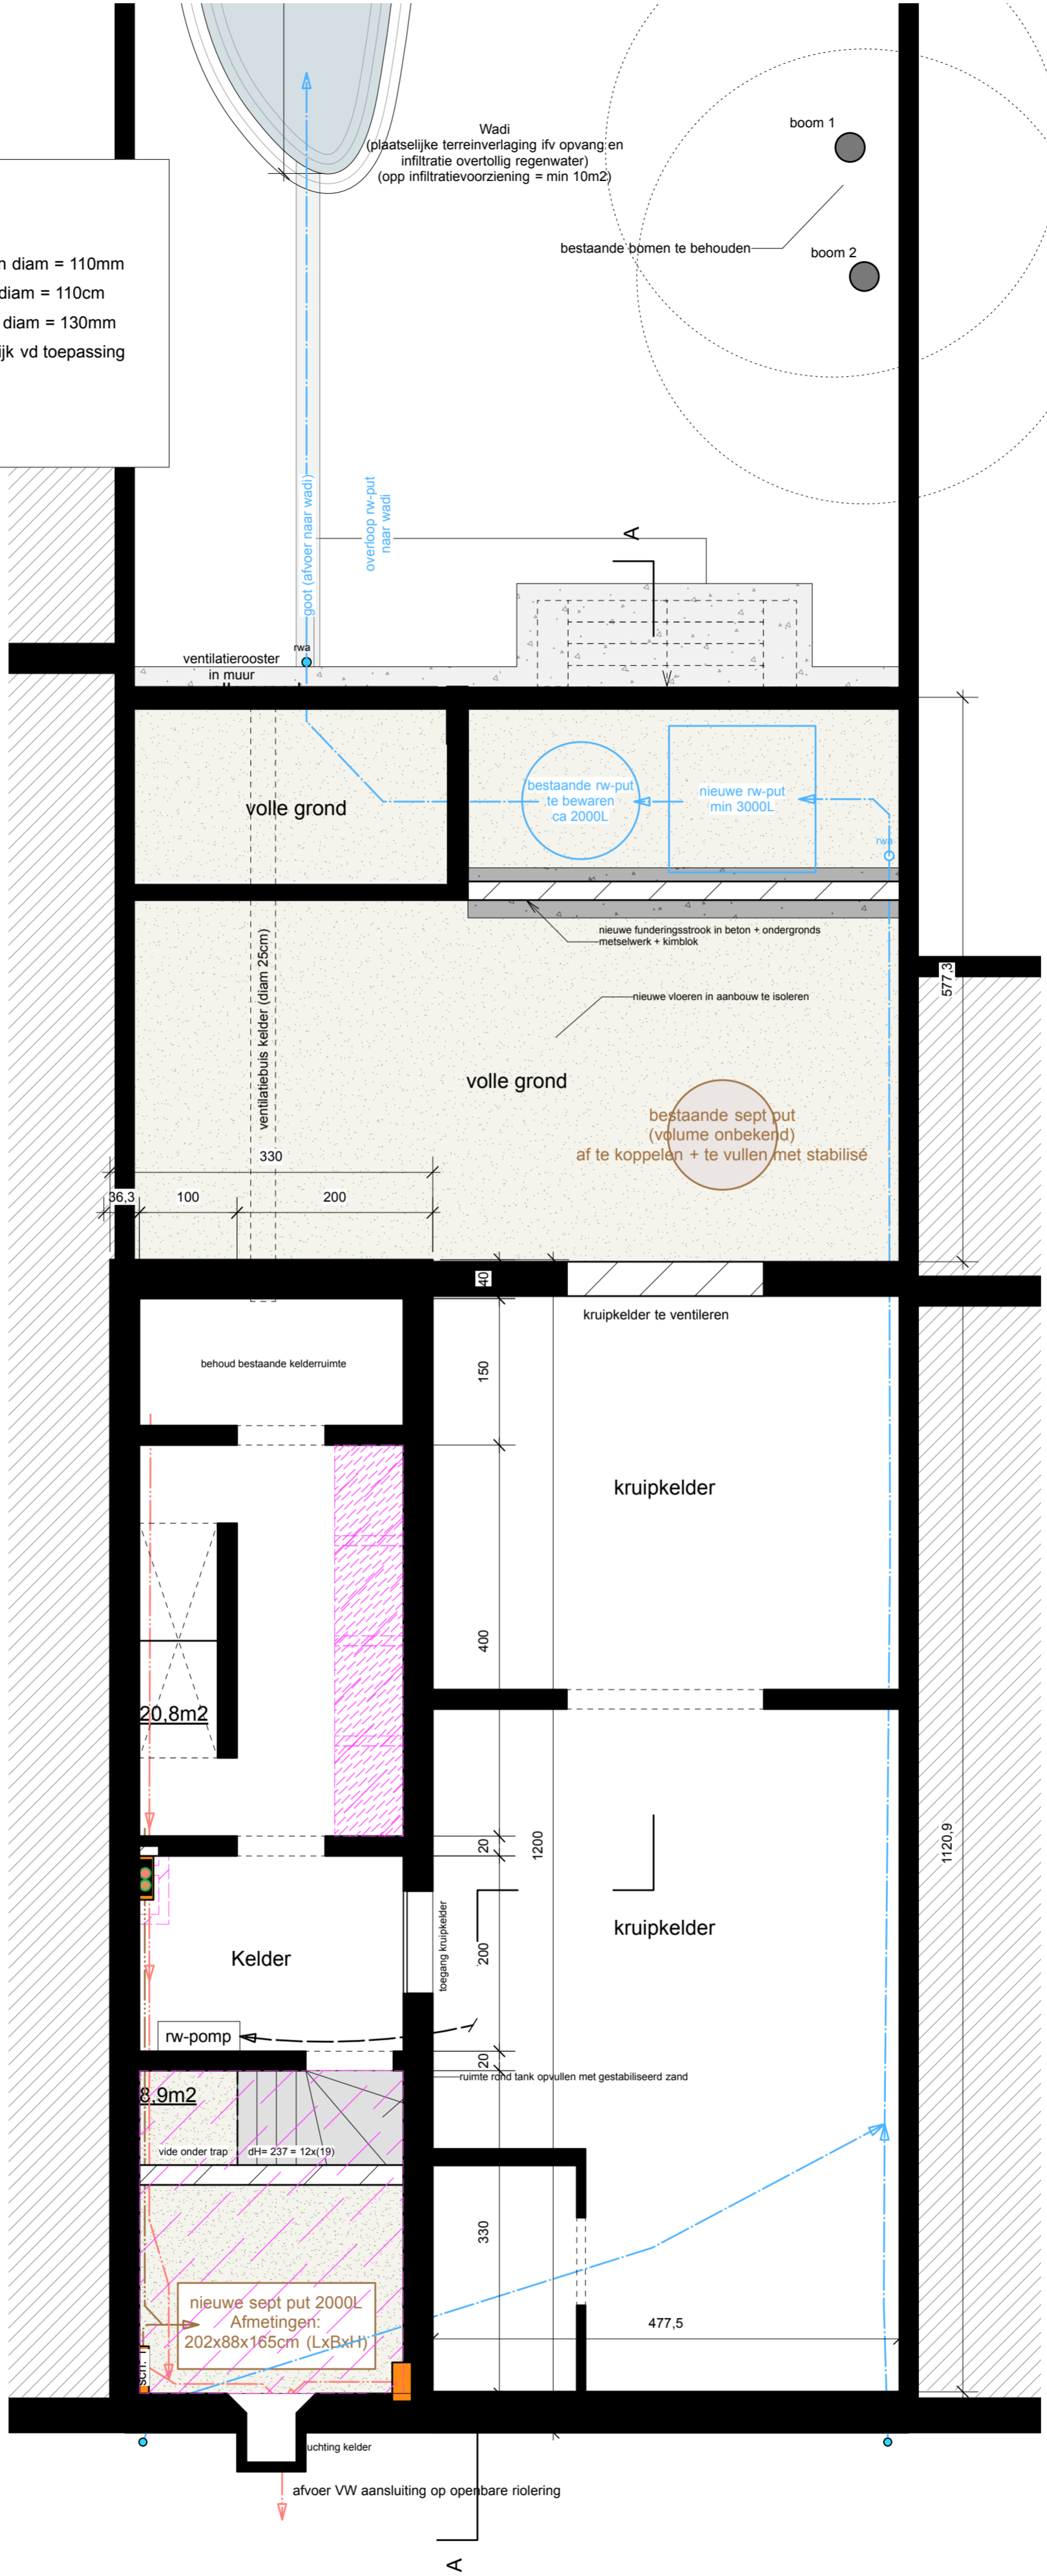 boom 1
Wadi
(plaatselijke terreinverlaging ifv opvang en
infiltratie overtollig regenwater)
(opp infiltratievoorziening = min 10m2)
bestaande bomen te behouden
boom 2
diam = 110mm
diam = 110cm
diam = 130mm
vd toepassing
goot (afvoer naar wadi)
overloop rw-put
naar wadi
A
rwa
ventilatierooster
in muur
volle grond
bestaande rw-put
te bewaren
ca 2000L
nieuwe rw-put
min 3000L
rwa
nieuwe funderingsstrook in beton + ondergronds
metselwerk + kimblok
ventilatiebuis kelder (diam 25cm)
577,3
nieuwe vloeren in aanbouw te isoleren
volle grond
bestaande sept put
(volume onbekend)
af te koppelen + te vullen met stabilisé
330
36,3
100
200
40
kruipkelder te ventileren
behoud bestaande kelderruimte
150
kruipkelder
400
20,8m2
20
1200
1120,9
toegang kruipkelder
kruipkelder
200
Kelder
rw-pomp
20
ruimte rond tank opvullen met gestabiliseerd zand
8,9m2
vide onder trap
dH= 237 = 12x(19)
330
nieuwe sept put 2000L
Afmetingen:
202x88x165cm (LxBxH)
477,5
sch. 1
uchting kelder
afvoer VW aansluiting op openbare riolering
A